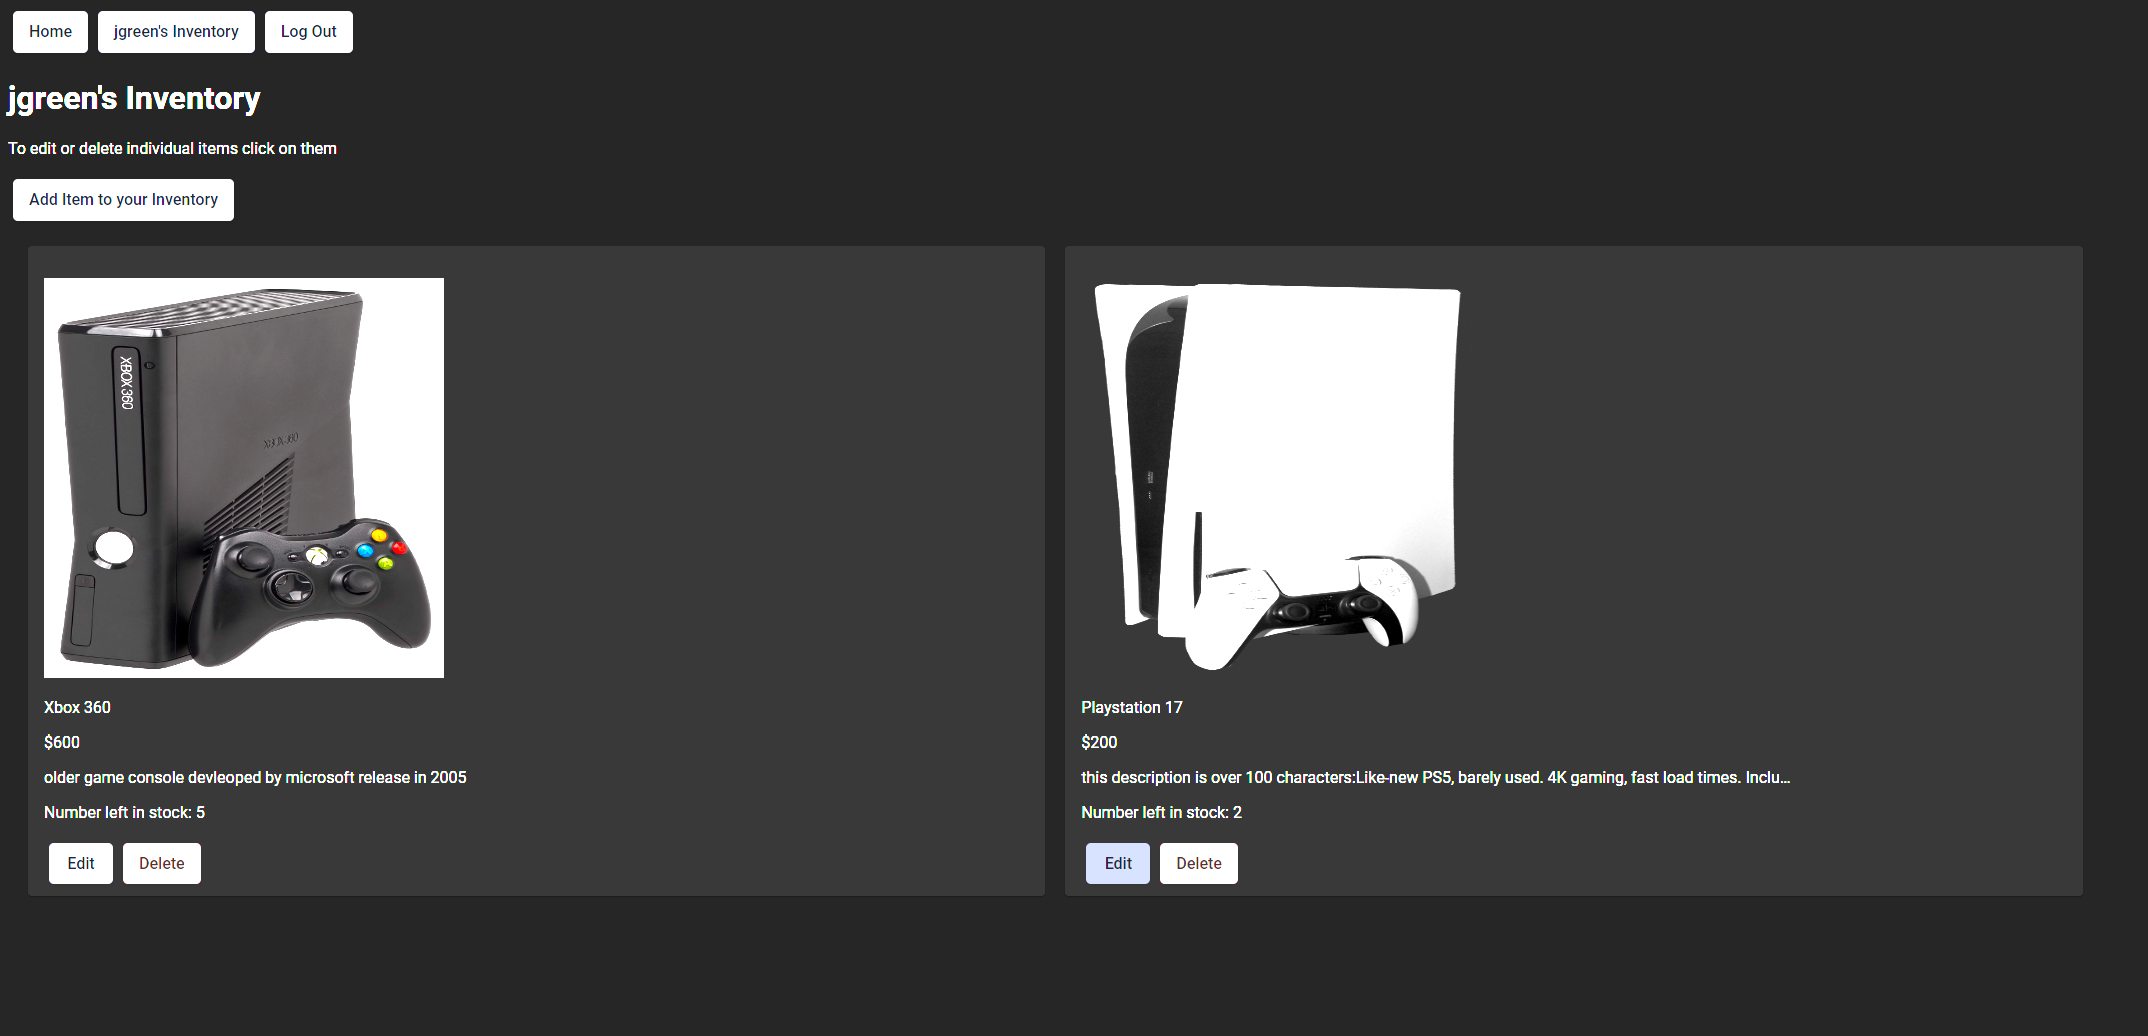 Home jgreen's Inventory Log Out
jgreen's Inventory
To edit or delete individual items click on them
Add Item to your Inventory
XBOX 360
XBOX 360
Xbox 360
$600
older game console devleoped by microsoft release in 2005
Number left in stock: 5
Edit Delete
Playstation 17
$200
this description is over 100 characters:Like-new PS5, barely used. 4K gaming, fast load times. Inclu...
Number left in stock: 2
Edit Delete